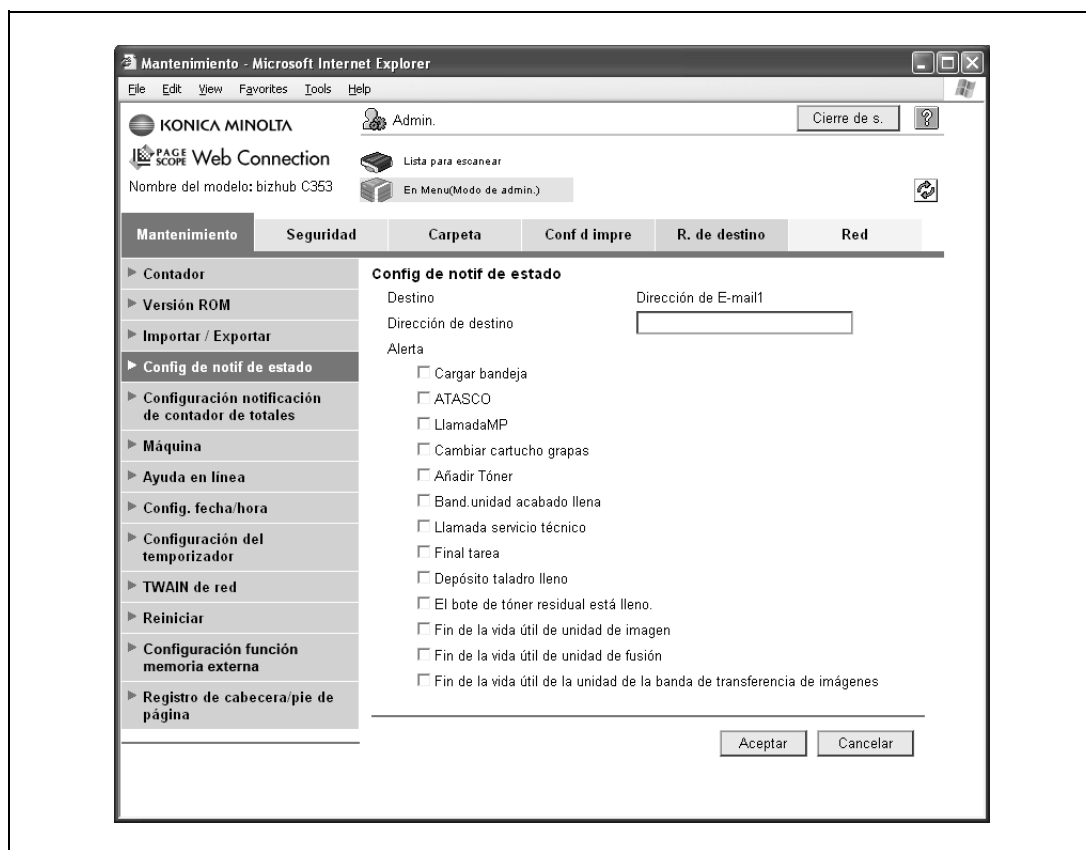 Mantenimiento - Microsoft Internet Explorer
File Edit View Favorites Tools Help
KONICA MINOLTA
Admin.
Cierre de s.
?
PAGE SCOPE Web Connection
Lista para escanear
Nombre del modelo: bizhub C353
En Menu(Modo de admin.)
Mantenimiento Seguridad Carpeta Conf d impre R. de destino Red
Contador
Versión ROM
Importar / Exportar
Config de notif de estado
Configuración notificación
de contador de totales
Máquina
Ayuda en línea
Config. fecha/hora
Configuración del
temporizador
TWAIN de red
Reiniciar
Configuración función
memoria externa
Registro de cabecera/pie de
página
Config de notif de estado
Destino Dirección de E-mail1
Dirección de destino
Alerta
Cargar bandeja
ATASCO
LlamadaMP
Cambiar cartucho grapas
Añadir Tóner
Band.unidad acabado llena
Llamada servicio técnico
Final tarea
Depósito taladro lleno
El bote de tóner residual está lleno.
Fin de la vida útil de unidad de imagen
Fin de la vida útil de unidad de fusión
Fin de la vida útil de la unidad de la banda de transferencia de imágenes
Aceptar Cancelar